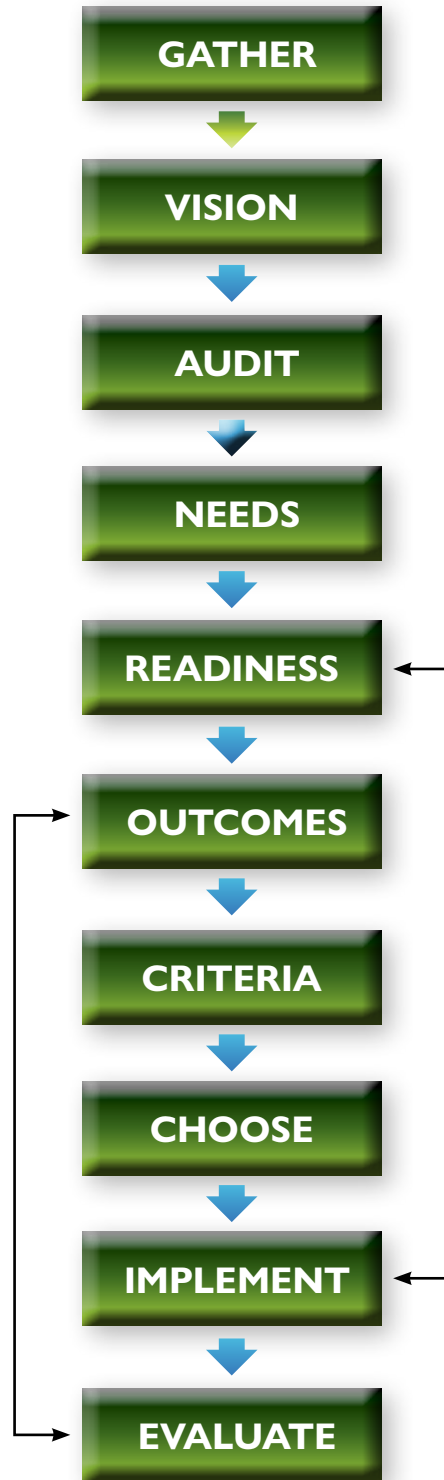 GATHER
VISION
AUDIT
NEEDS
READINESS
OUTCOMES
CRITERIA
CHOOSE
IMPLEMENT
EVALUATE